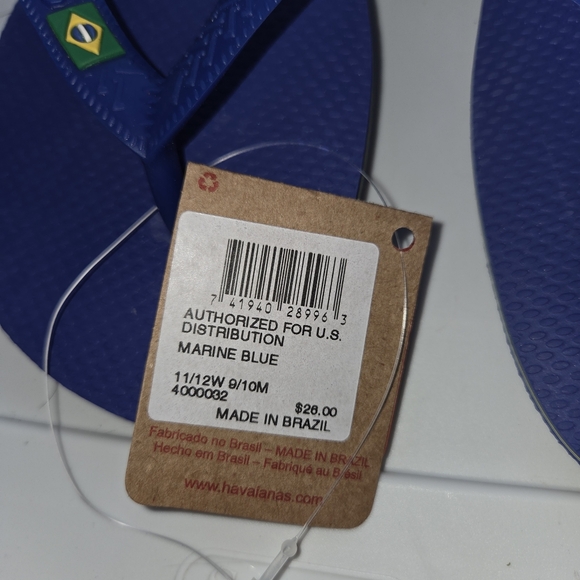 7 41940 28996 3
AUTHORIZED FOR U.S.
DISTRIBUTION
MARINE BLUE
11/12W 9/10M
4000032
$26.00
MADE IN BRAZIL
Fabricado no Brasil – MADE IN BRAZIL
Hecho em Brasil – Fabriqué au Brésil
www.havaianas.com